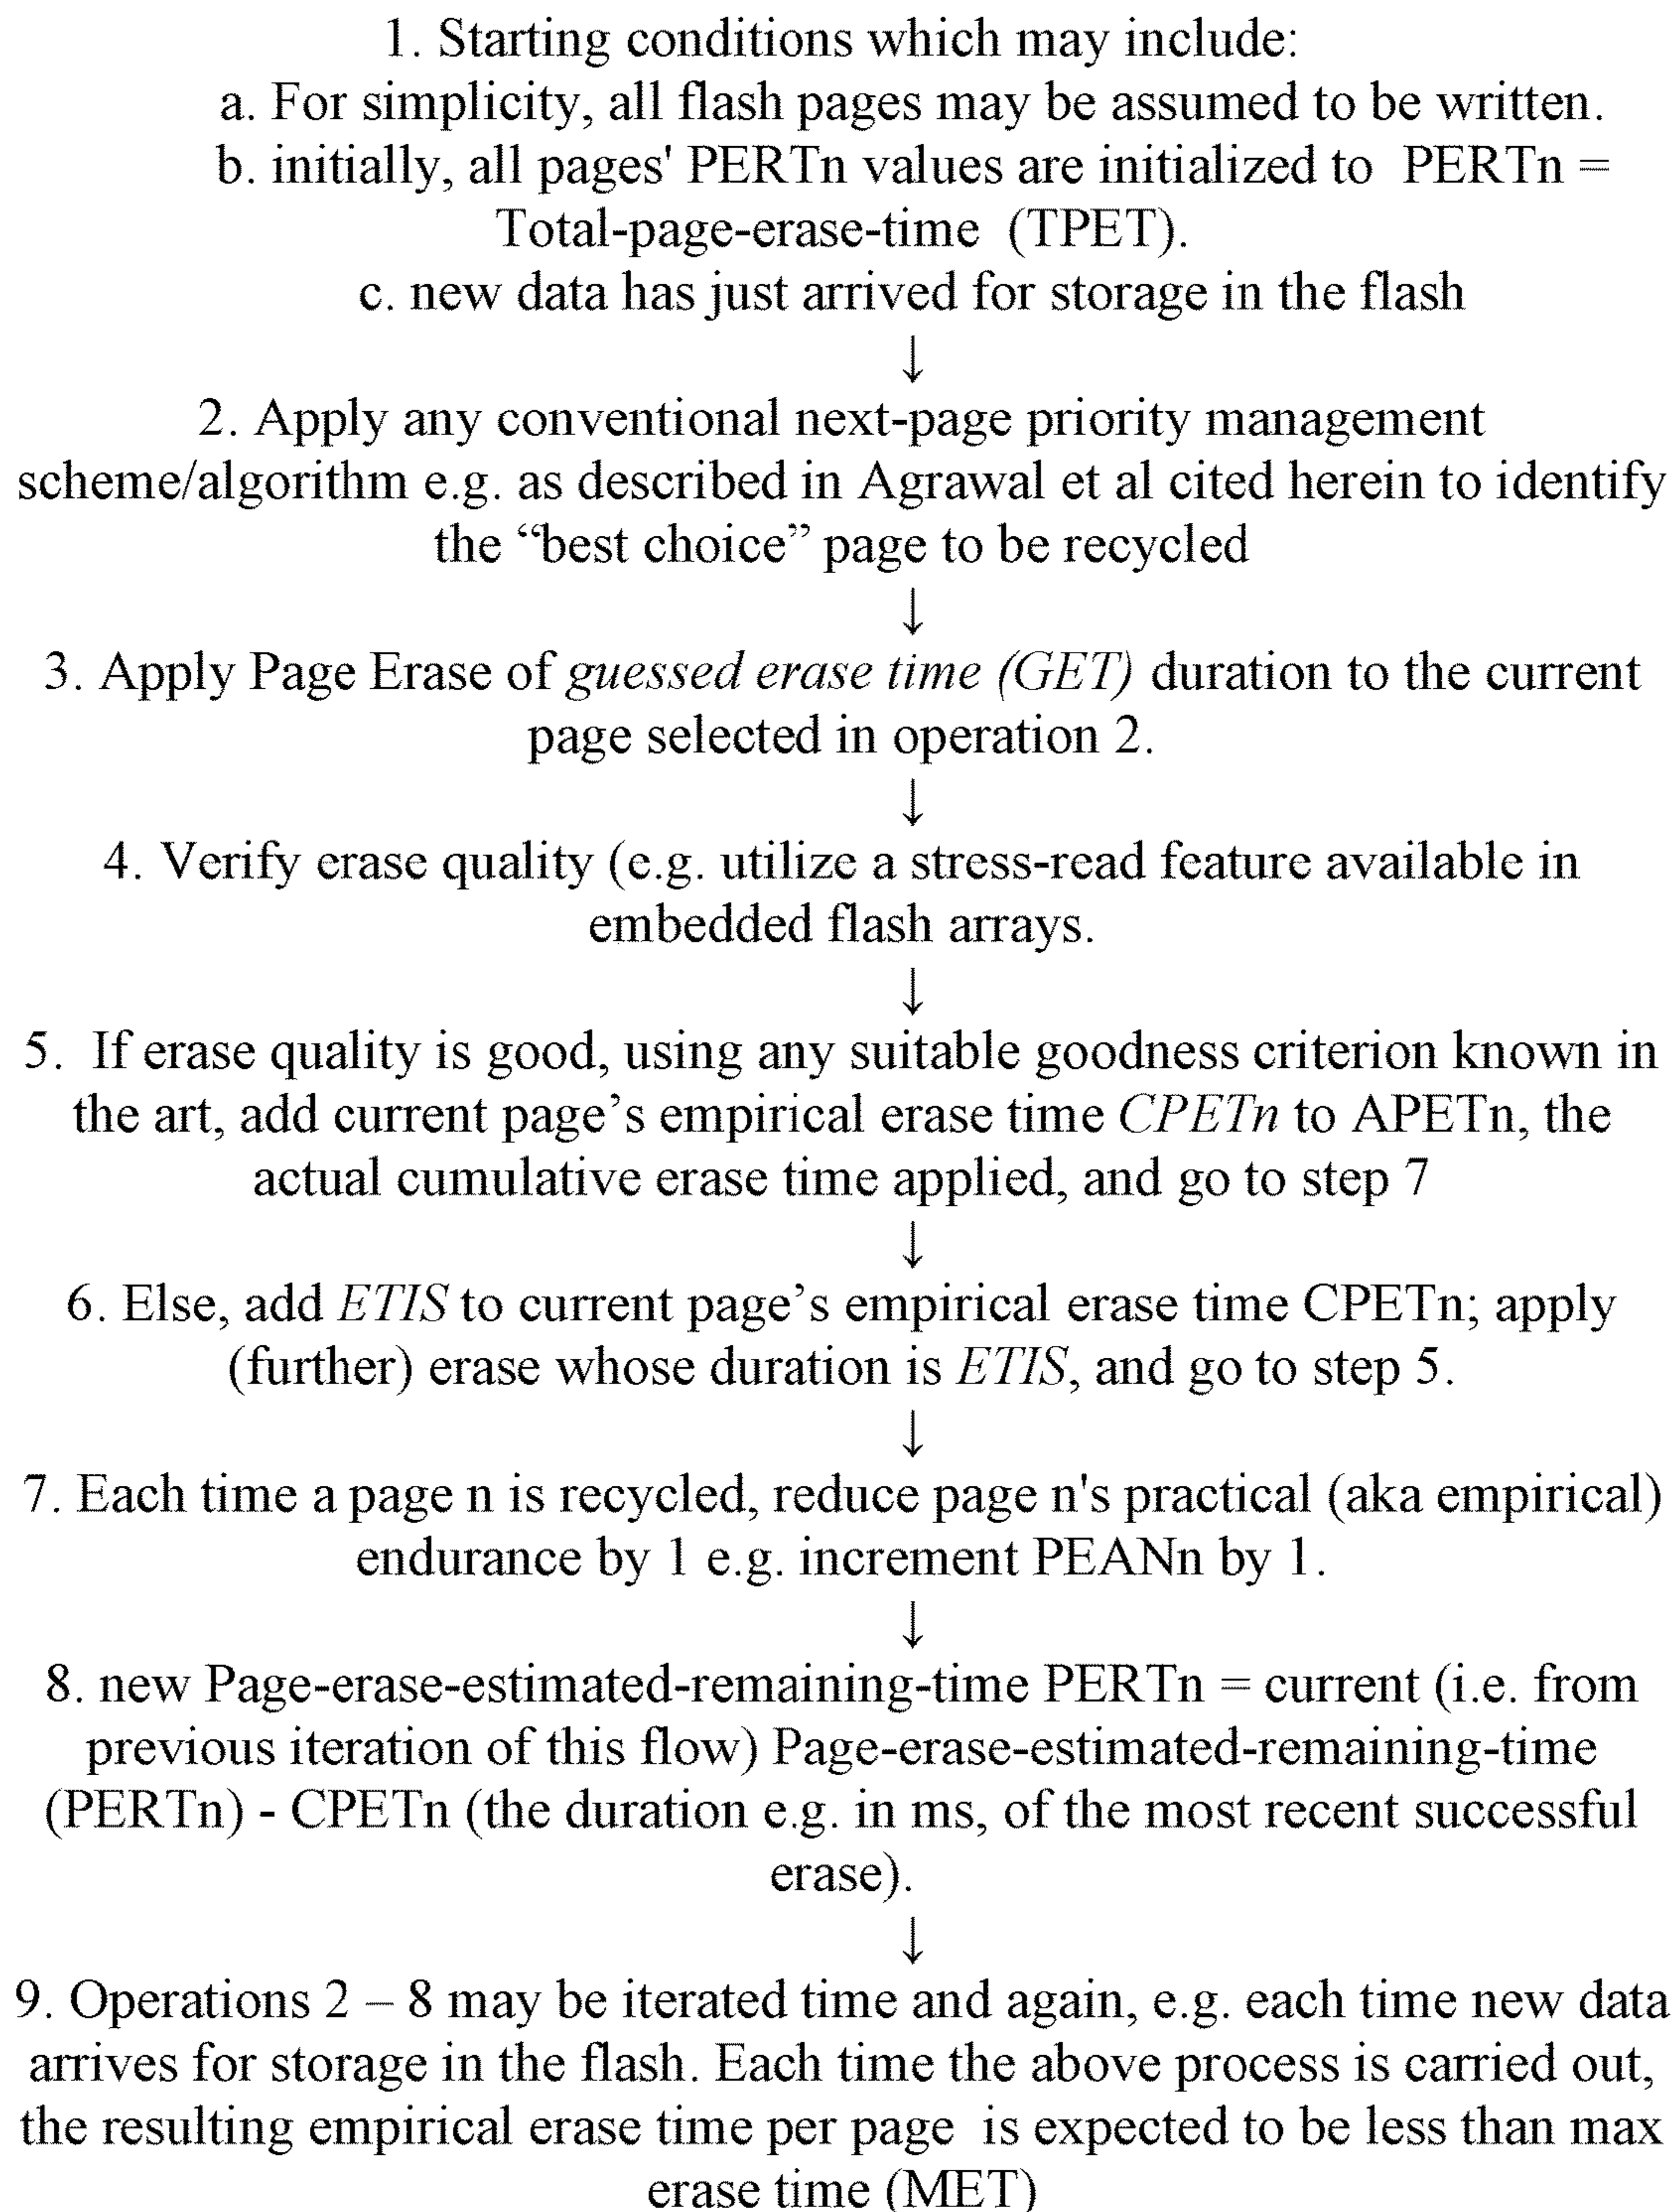 1. Starting conditions which may include:
a. For simplicity, all flash pages may be assumed to be written.
b. initially, all pages' PERTn values are initialized to PERTn =
Total-page-erase-time (TPET).
c. new data has just arrived for storage in the flash
↓
2. Apply any conventional next-page priority management
scheme/algorithm e.g. as described in Agrawal et al cited herein to identify
the “best choice” page to be recycled
↓
3. Apply Page Erase of guessed erase time (GET) duration to the current
page selected in operation 2.
↓
4. Verify erase quality (e.g. utilize a stress-read feature available in
embedded flash arrays.
↓
5. If erase quality is good, using any suitable goodness criterion known in
the art, add current page’s empirical erase time CPETn to APETn, the
actual cumulative erase time applied, and go to step 7
↓
6. Else, add ETIS to current page’s empirical erase time CPETn; apply
(further) erase whose duration is ETIS, and go to step 5.
↓
7. Each time a page n is recycled, reduce page n's practical (aka empirical)
endurance by 1 e.g. increment PEANn by 1.
↓
8. new Page-erase-estimated-remaining-time PERTn = current (i.e. from
previous iteration of this flow) Page-erase-estimated-remaining-time
(PERTn) - CPETn (the duration e.g. in ms, of the most recent successful
erase).
↓
9. Operations 2 – 8 may be iterated time and again, e.g. each time new data
arrives for storage in the flash. Each time the above process is carried out,
the resulting empirical erase time per page is expected to be less than max
erase time (MET)